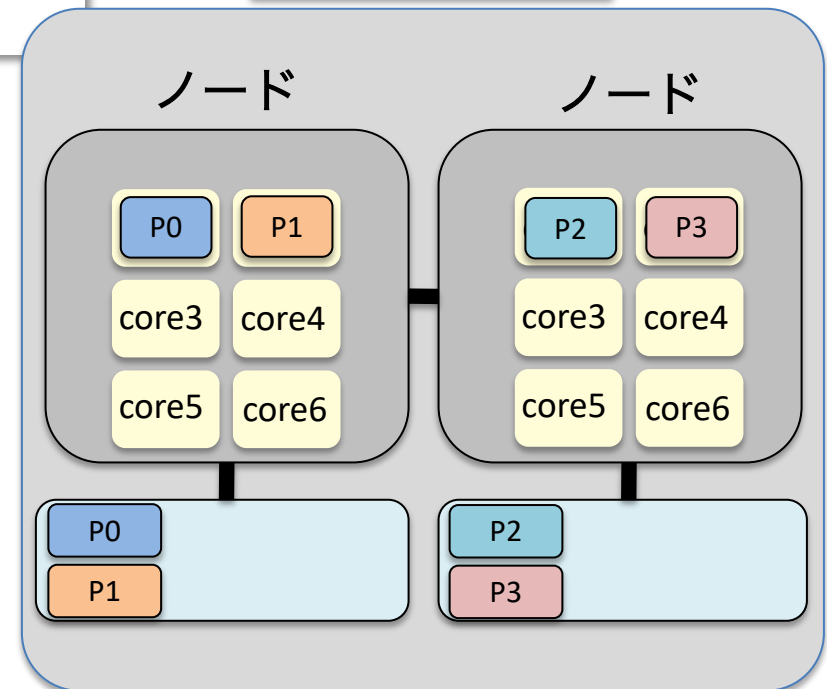 ノード
P0 P1
core3 core4
core5 core6
P0
P1
ノード
P2 P3
core3 core4
core5 core6
P2
P3